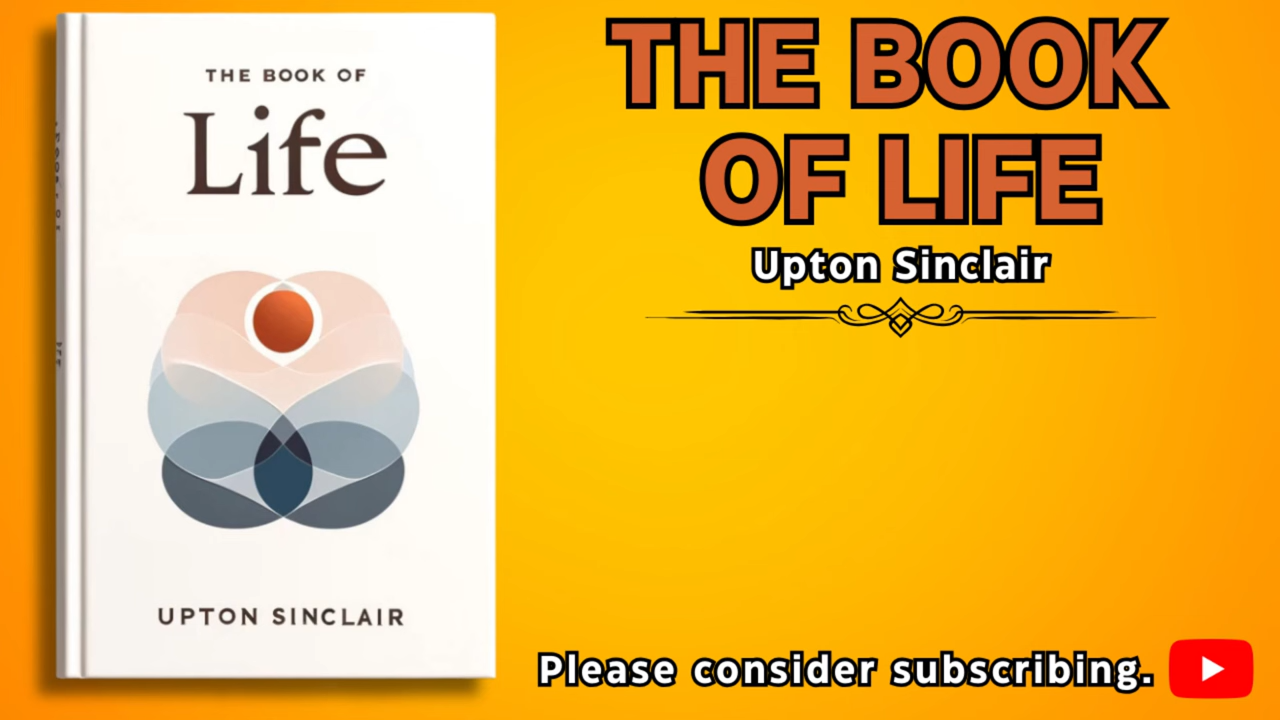 THE BOOK OF
Life
UPTON SINCLAIR
THE BOOK
OF LIFE
Upton Sinclair
Please consider subscribing.